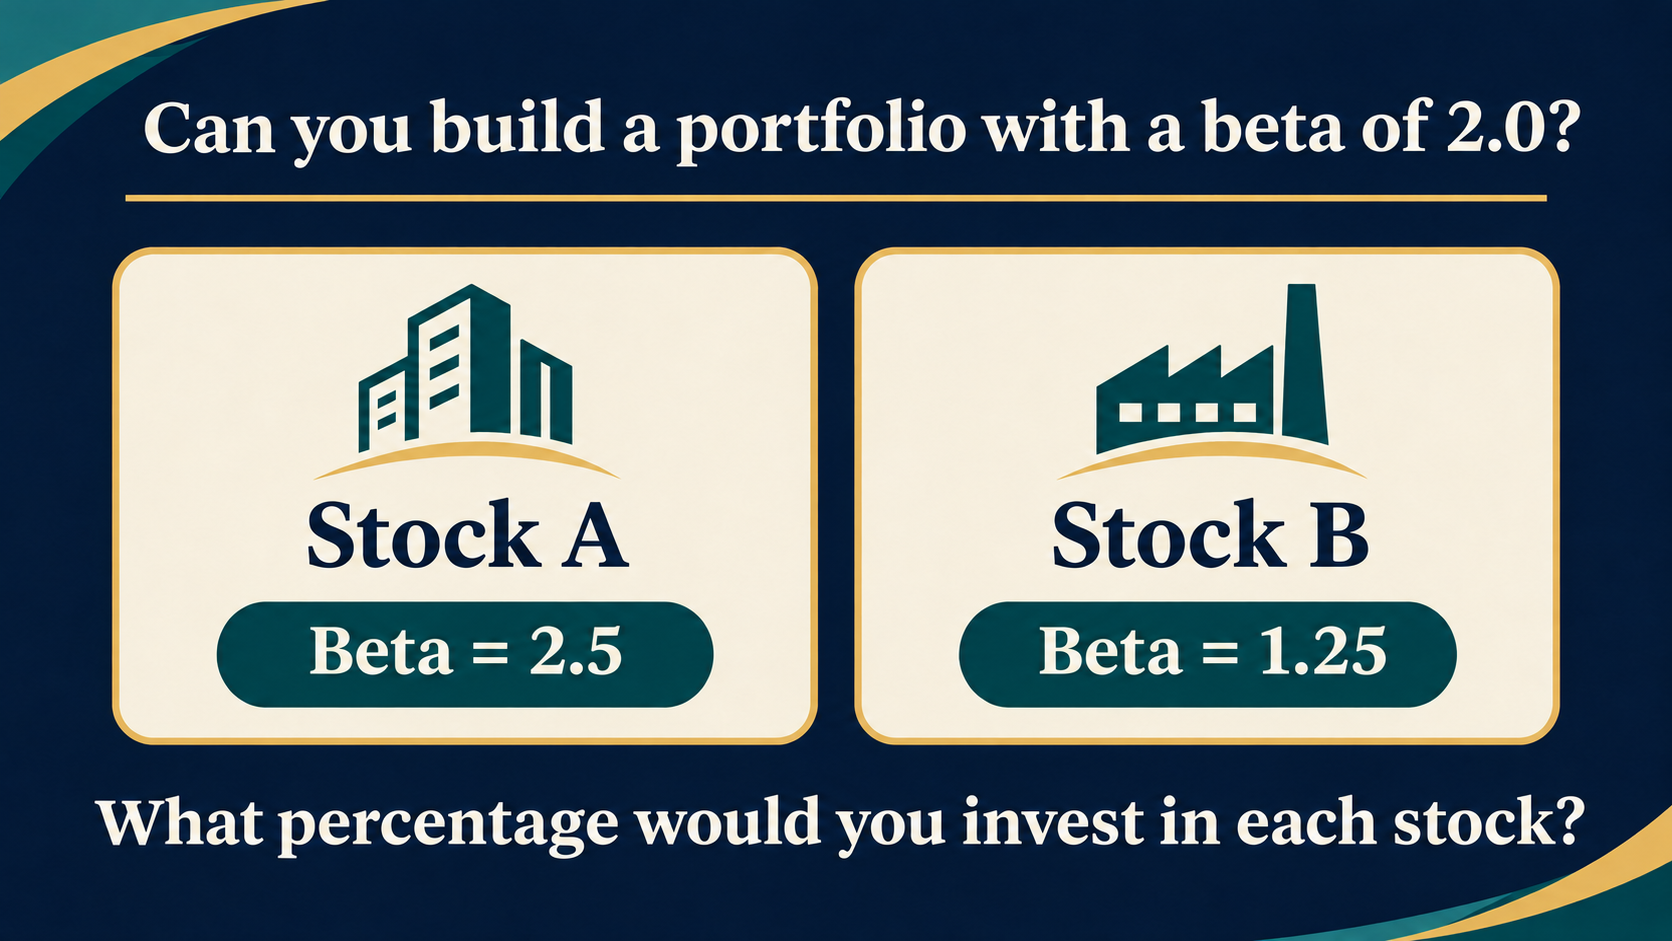 Can you build a portfolio with a beta of 2.0?
Stock A
Beta = 2.5
Stock B
Beta = 1.25
What percentage would you invest in each stock?